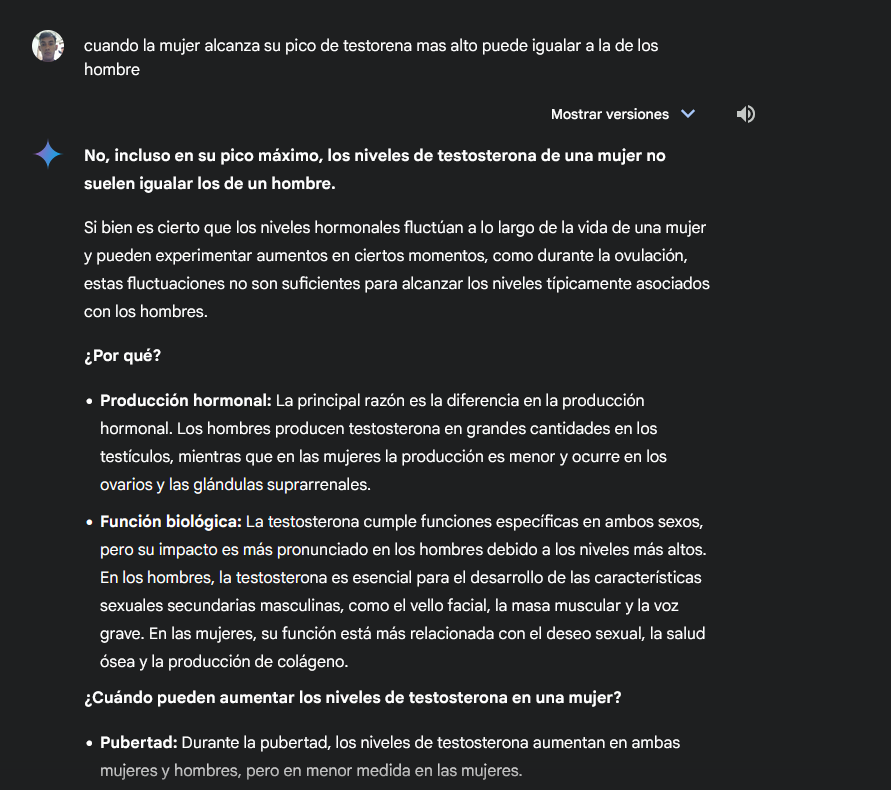 cuando la mujer alcanza su pico de testorena mas alto puede igualar a la de los
hombre
Mostrar versiones
No, incluso en su pico máximo, los niveles de testosterona de una mujer no
suelen igualar los de un hombre.
Si bien es cierto que los niveles hormonales fluctúan a lo largo de la vida de una mujer
y pueden experimentar aumentos en ciertos momentos, como durante la ovulación,
estas fluctuaciones no son suficientes para alcanzar los niveles típicamente asociados
con los hombres.
¿Por qué?
• Producción hormonal: La principal razón es la diferencia en la producción
hormonal. Los hombres producen testosterona en grandes cantidades en los
testículos, mientras que en las mujeres la producción es menor y ocurre en los
ovarios y las glándulas suprarrenales.
• Función biológica: La testosterona cumple funciones específicas en ambos sexos,
pero su impacto es más pronunciado en los hombres debido a los niveles más altos.
En los hombres, la testosterona es esencial para el desarrollo de las características
sexuales secundarias masculinas, como el vello facial, la masa muscular y la voz
grave. En las mujeres, su función está más relacionada con el deseo sexual, la salud
ósea y la producción de colágeno.
¿Cuándo pueden aumentar los niveles de testosterona en una mujer?
• Pubertad: Durante la pubertad, los niveles de testosterona aumentan en ambas
mujeres y hombres, pero en menor medida en las mujeres.